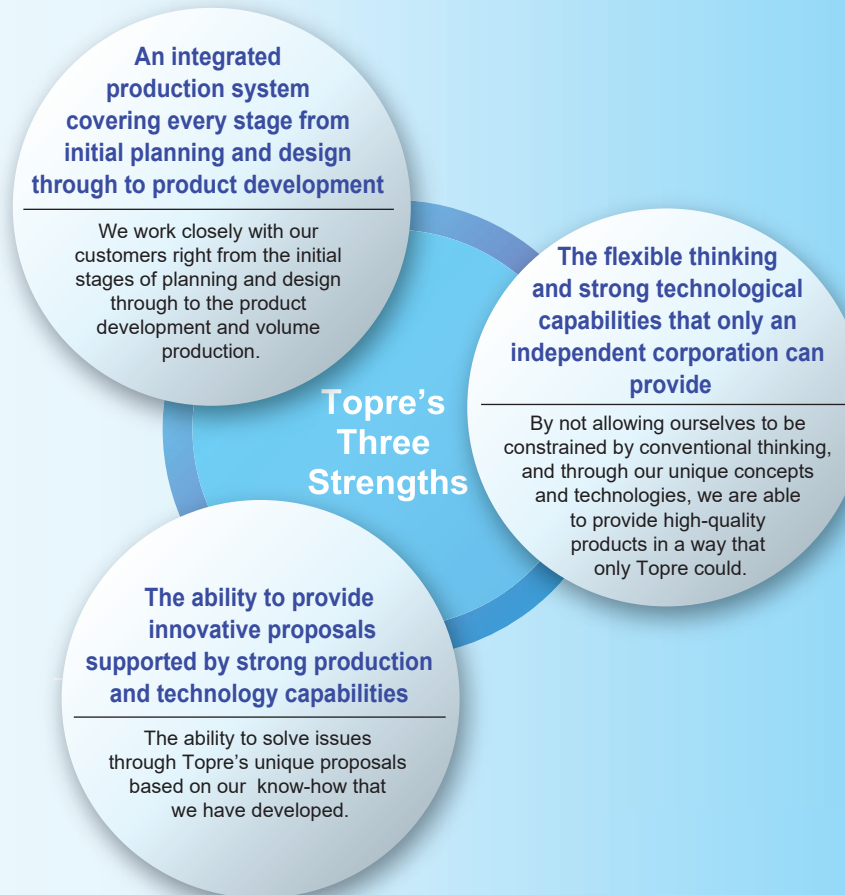 An integrated
production system
covering every stage from
initial planning and design
through to product development
We work closely with our
customers right from the initial
stages of planning and design
through to the product
development and volume
production.
The flexible thinking
and strong technological
capabilities that only an
independent corporation can
provide
By not allowing ourselves to be
constrained by conventional thinking,
and through our unique concepts
and technologies, we are able
to provide high-quality
products in a way that
only Topre could.
Topre's
Three
Strengths
The ability to provide
innovative proposals
supported by strong production
and technology capabilities
The ability to solve issues
through Topre's unique proposals
based on our know-how that
we have developed.